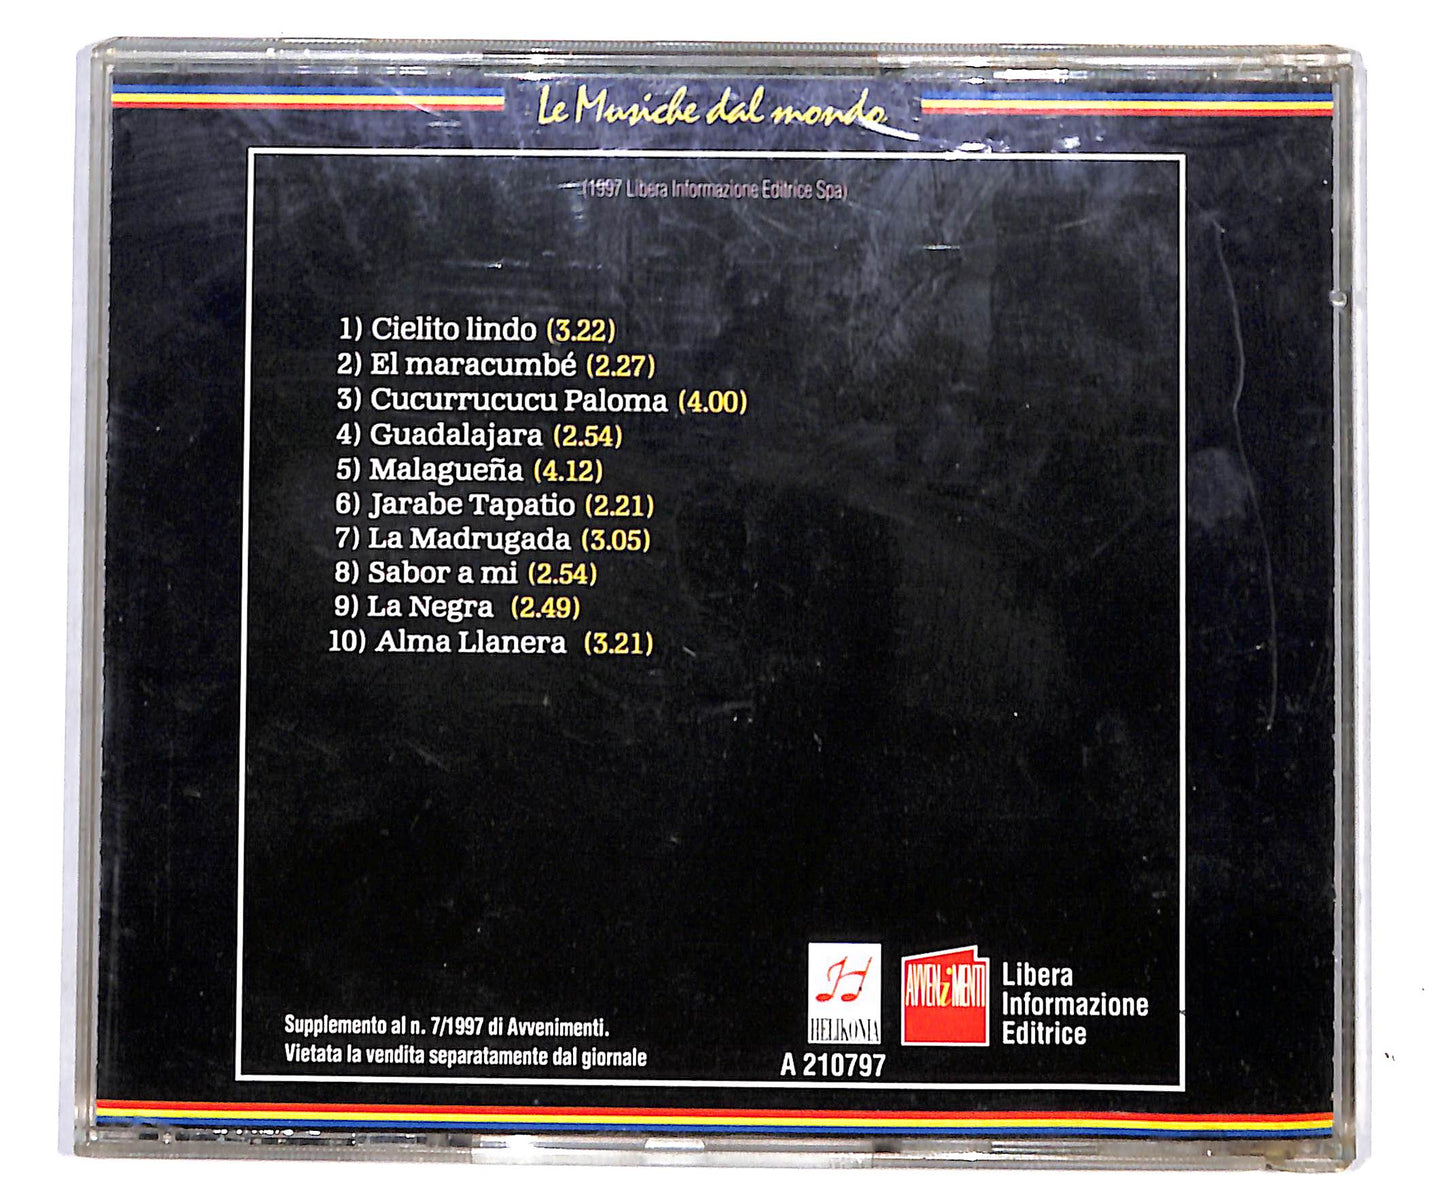 Le Musiche dal mondo
(1997 Libera Informazione Editrice Spa)
1) Cielito lindo (3.22)
2) El maracumbé (2.27)
3) Cucurrucucu Paloma (4.00)
4) Guadalajara (2.54)
5) Malagueña (4.12)
6) Jarabe Tapatio (2.21)
7) La Madrugada (3.05)
8) Sabor a mi (2.54)
9) La Negra (2.49)
10) Alma Llanera (3.21)
Supplemento al n. 7/1997 di Avvenimenti.
Vietata la vendita separatamente dal giornale
HELIKONIA
A 210797
AVVENiMENTI
Libera
Informazione
Editrice